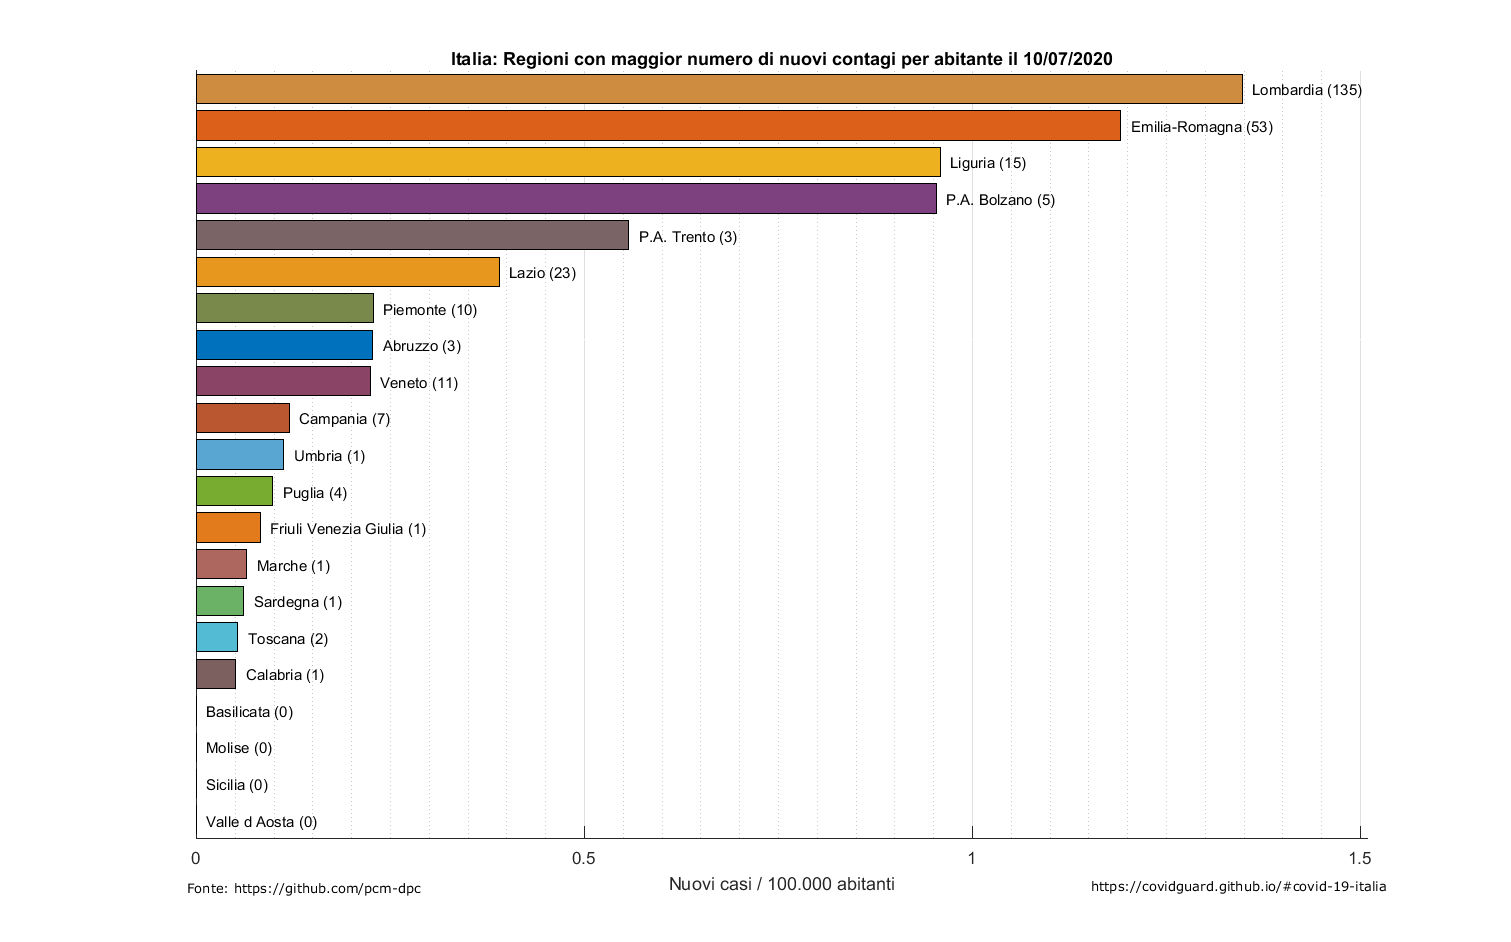 Italia: Regioni con maggior numero di nuovi contagi per abitante il 10/07/2020
Lombardia (135)
Emilia-Romagna (53)
Liguria (15)
P.A. Bolzano (5)
P.A. Trento (3)
Lazio (23)
Piemonte (10)
Abruzzo (3)
Veneto (11)
Campania (7)
Umbria (1)
Puglia (4)
Friuli Venezia Giulia (1)
Marche (1)
Sardegna (1)
Toscana (2)
Calabria (1)
Basilicata (0)
Molise (0)
Sicilia (0)
Valle d Aosta (0)
0 0.5 1 1.5
Nuovi casi / 100.000 abitanti
Fonte: https://github.com/pcm-dpc
https://covidguard.github.io/#covid-19-italia